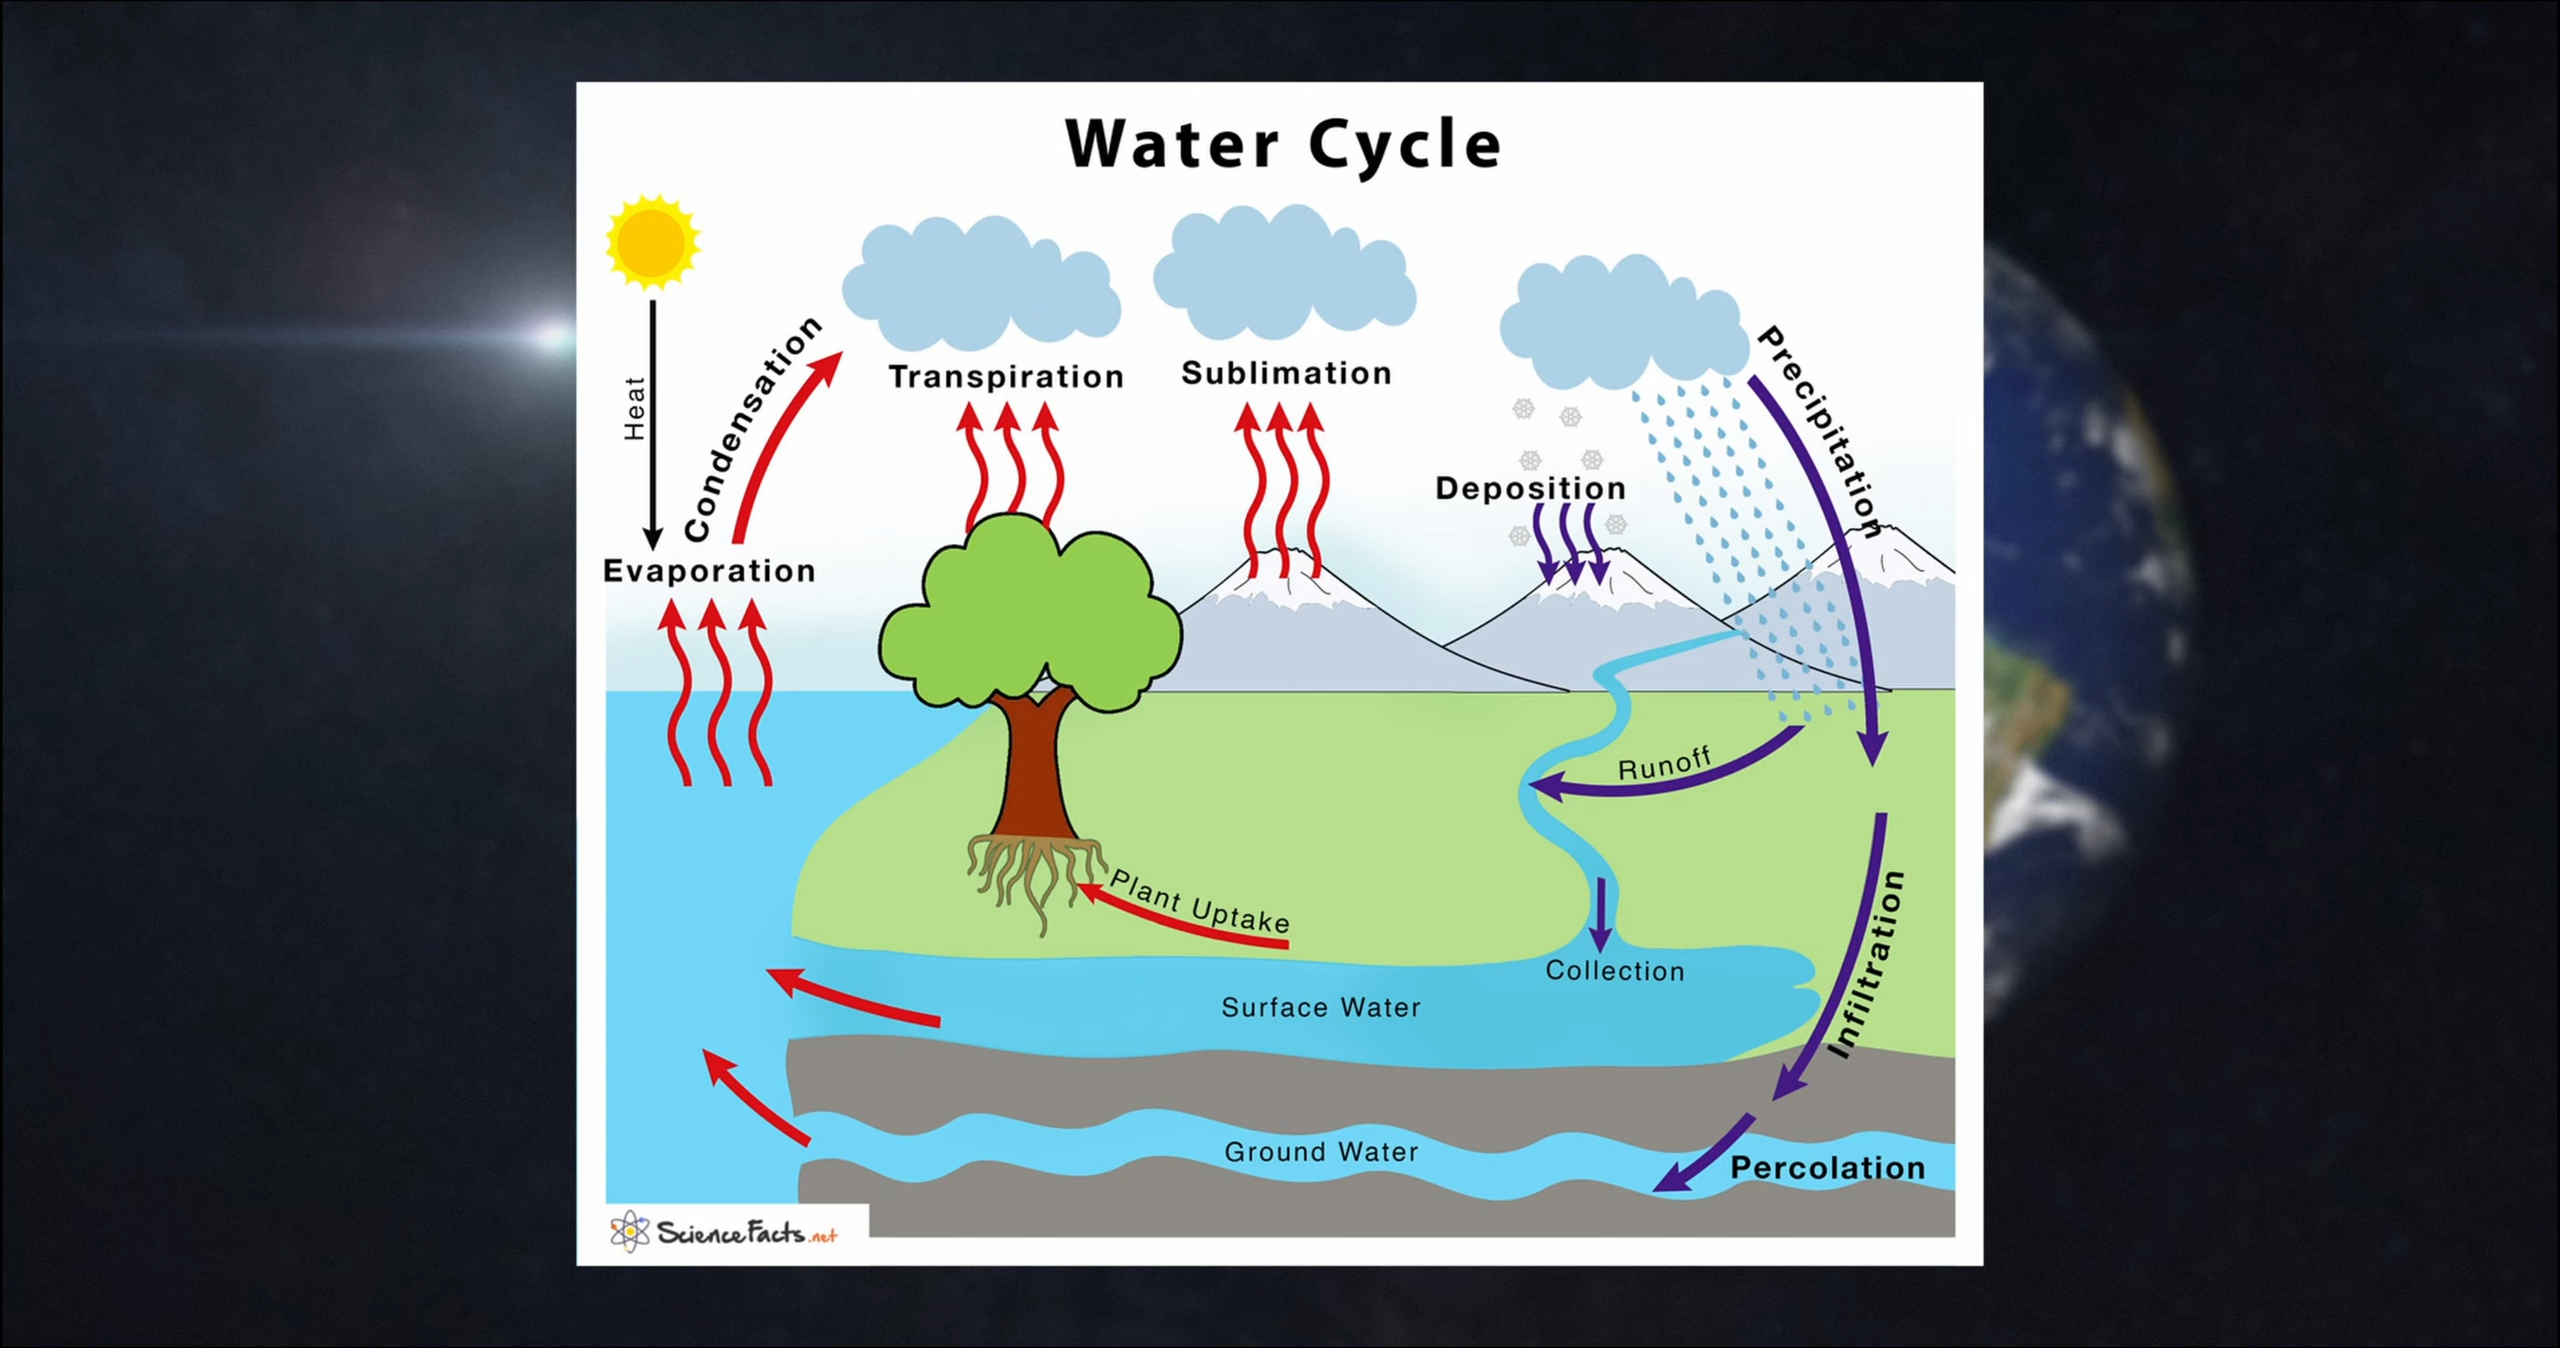 Water Cycle
Heat
Condensation
Evaporation
Transpiration
Sublimation
Deposition
Precipitation
Runoff
Plant Uptake
Collection
Surface Water
Infiltration
Ground Water
Percolation
ScienceFacts.net